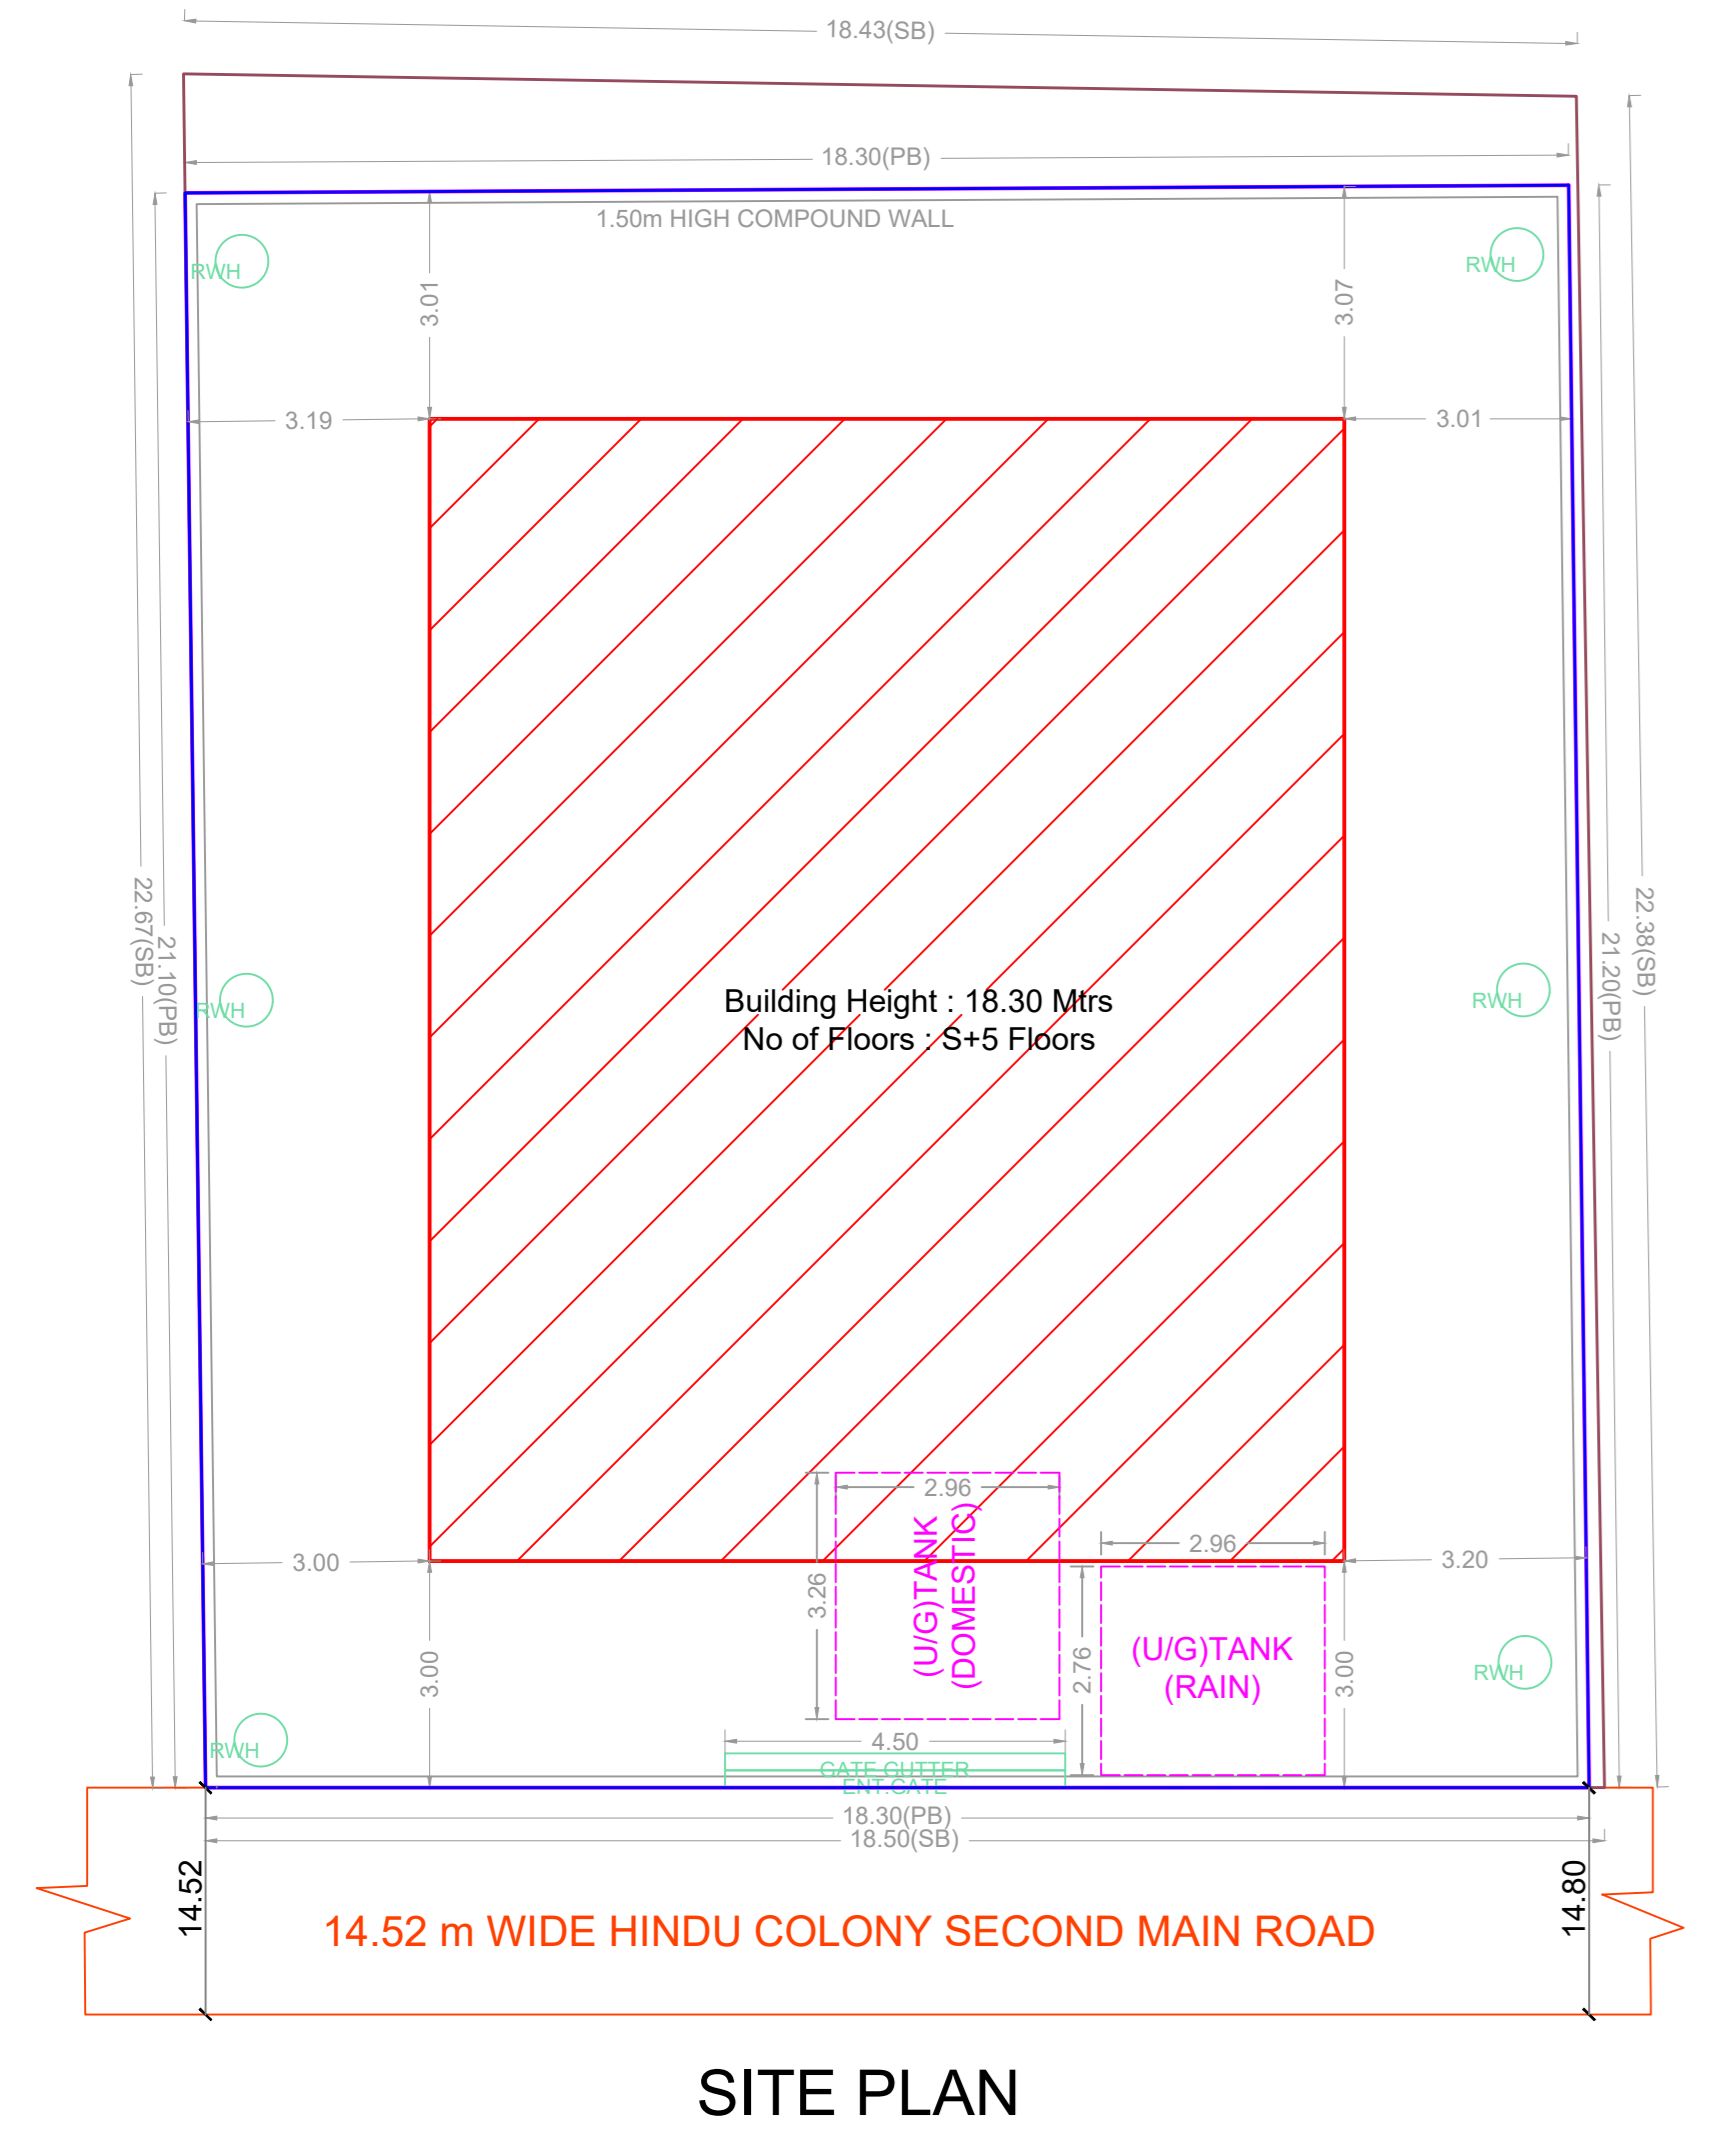 18.43(SB)
18.30(PB)
1.50m HIGH COMPOUND WALL
RWH
RWH
3.01
3.07
3.19
3.01
22.67(SB)
21.10(PB)
22.38(SB)
21.20(PB)
RWH
RWH
Building Height : 18.30 Mtrs
No of Floors : S+5 Floors
2.96
3.26
(U/G)TANK
(DOMESTIC)
2.96
3.00
3.20
3.00
2.76
(U/G)TANK
(RAIN)
3.00
RWH
RWH
4.50
GATE GUTTER
ENT.GATE
18.30(PB)
18.50(SB)
14.52
14.80
14.52 m WIDE HINDU COLONY SECOND MAIN ROAD
SITE PLAN